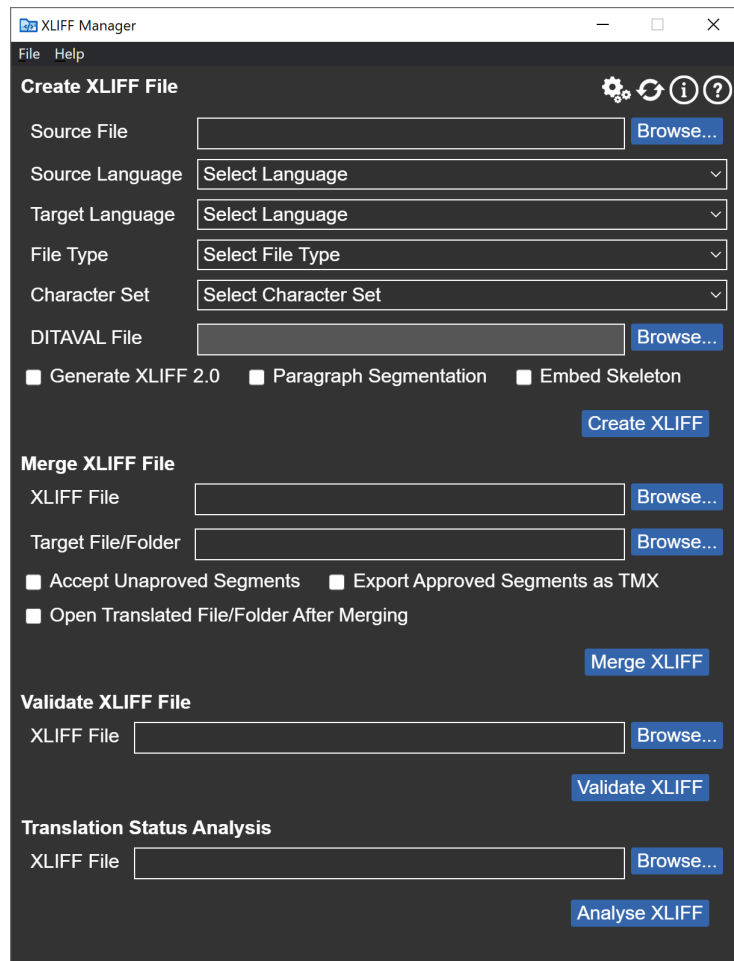 XLIFF Manager
File Help
Create XLIFF File
Source File Browse...
Source Language Select Language
Target Language Select Language
File Type Select File Type
Character Set Select Character Set
DITAVAL File Browse...
Generate XLIFF 2.0 Paragraph Segmentation Embed Skeleton
Create XLIFF
Merge XLIFF File
XLIFF File Browse...
Target File/Folder Browse...
Accept Unaproved Segments Export Approved Segments as TMX
Open Translated File/Folder After Merging
Merge XLIFF
Validate XLIFF File
XLIFF File Browse...
Validate XLIFF
Translation Status Analysis
XLIFF File Browse...
Analyse XLIFF